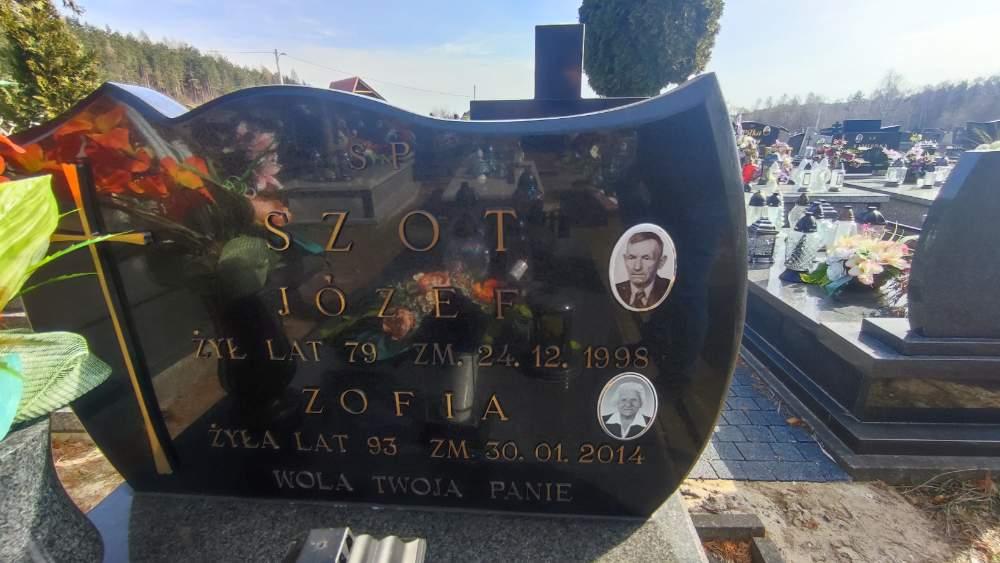 ŚP
SZOT
JÓZEF
ŻYŁ LAT 79 ZM. 24.12.1998
ZOFIA
ŻYŁA LAT 93 ZM. 30.01.2014
WOLA TWOJA PANIE